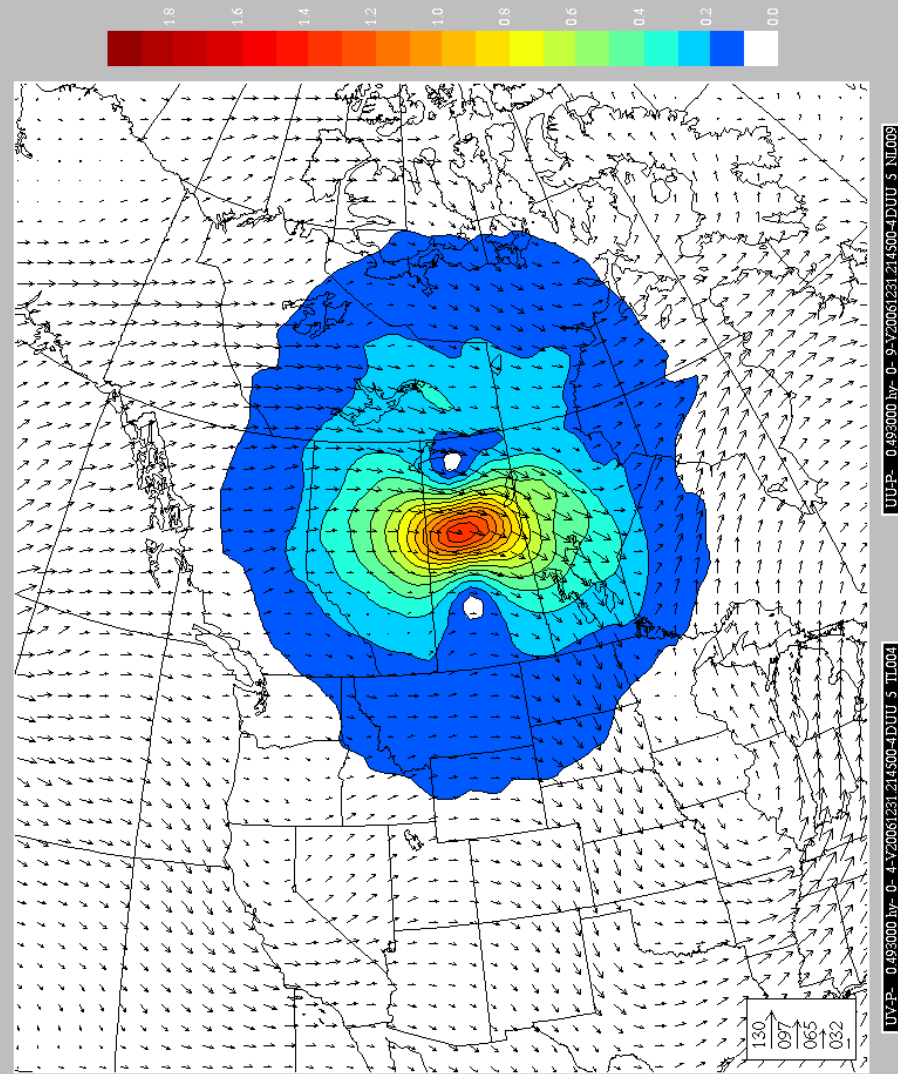 1.8 1.6 1.4 1.2 1.0 0.8 0.6 0.4 0.2 0.0
130
097
065
032
UV-P- 0.493000 hy- 0- 4-V20061231.214500-4DUU 5 TL004
UU-P- 0.493000 hy- 0- 9-V20061231.214500-4DUU 5 NL009